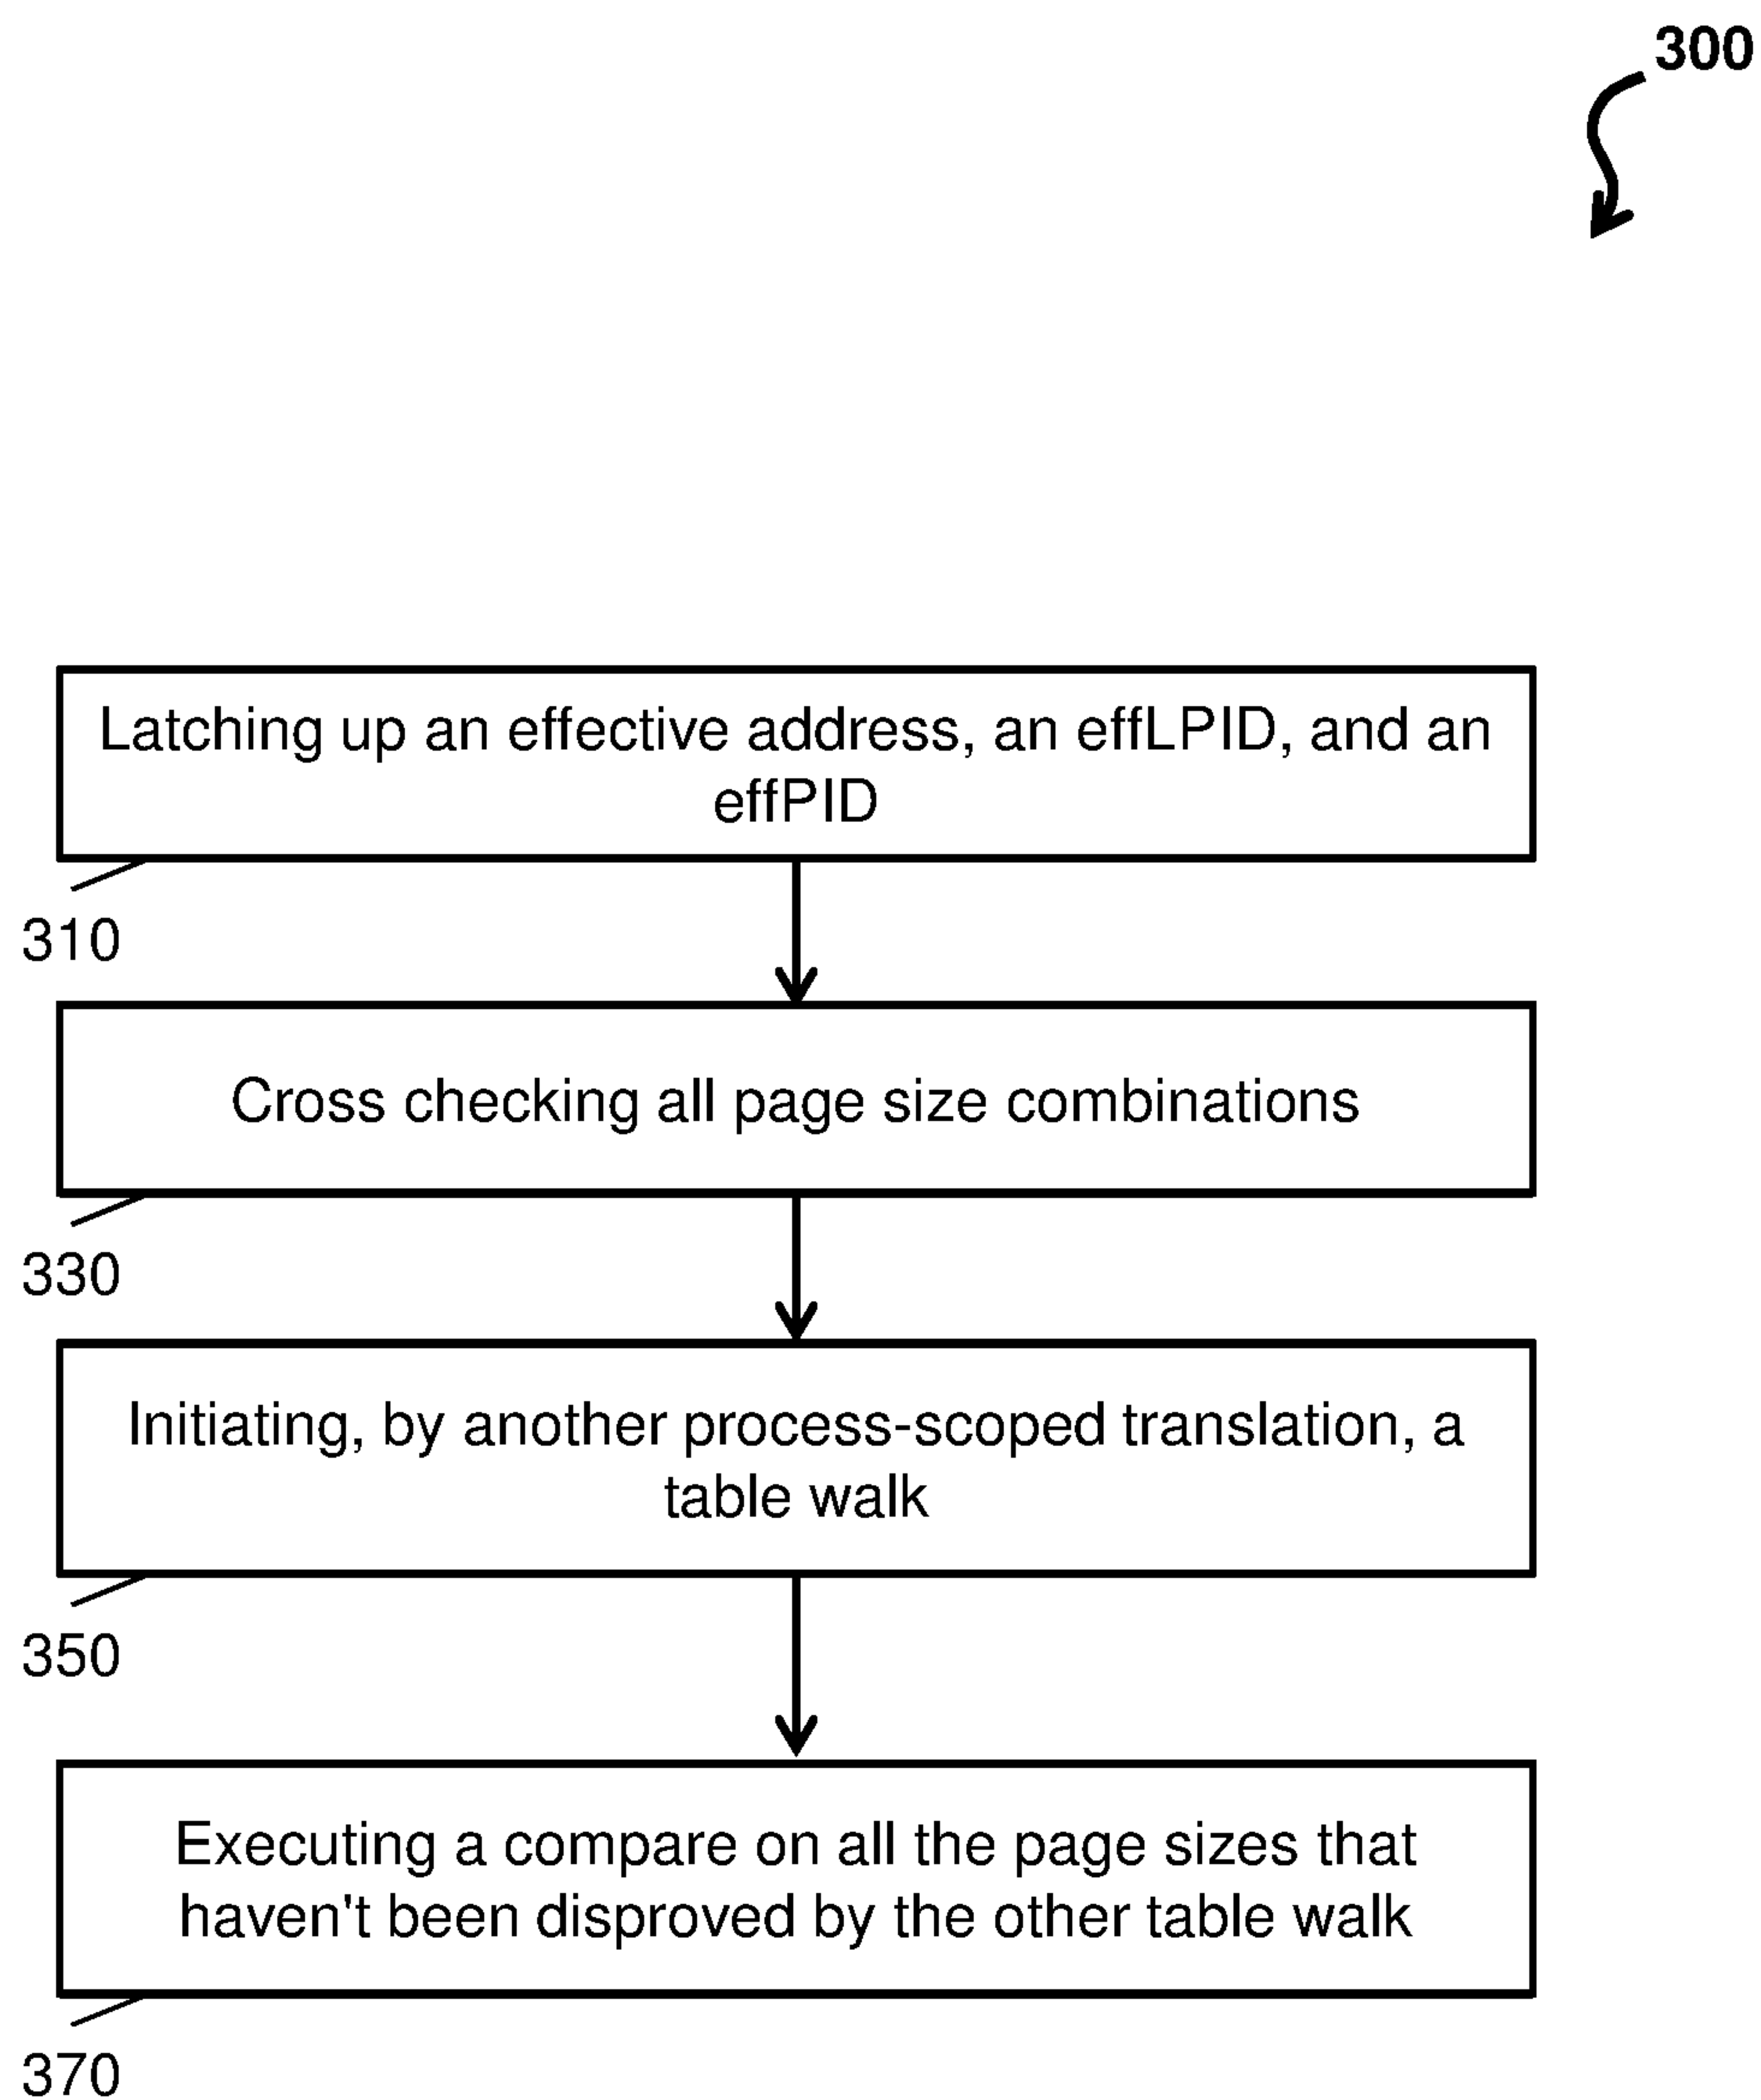 300
Latching up an effective address, an effLPID, and an
effPID
310
Cross checking all page size combinations
330
Initiating, by another process-scoped translation, a
table walk
350
Executing a compare on all the page sizes that
haven't been disproved by the other table walk
370